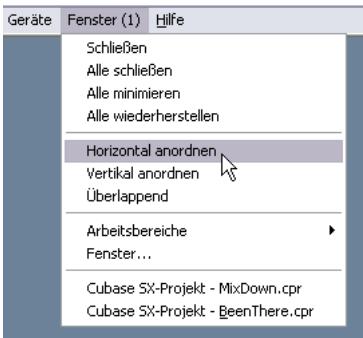 Geräte Fenster (1) Hilfe
Schließen
Alle schließen
Alle minimieren
Alle wiederherstellen
Horizontal anordnen
Vertikal anordnen
Überlappend
Arbeitsbereiche
Fenster...
Cubase SX-Projekt - MixDown.cpr
Cubase SX-Projekt - BeenThere.cpr